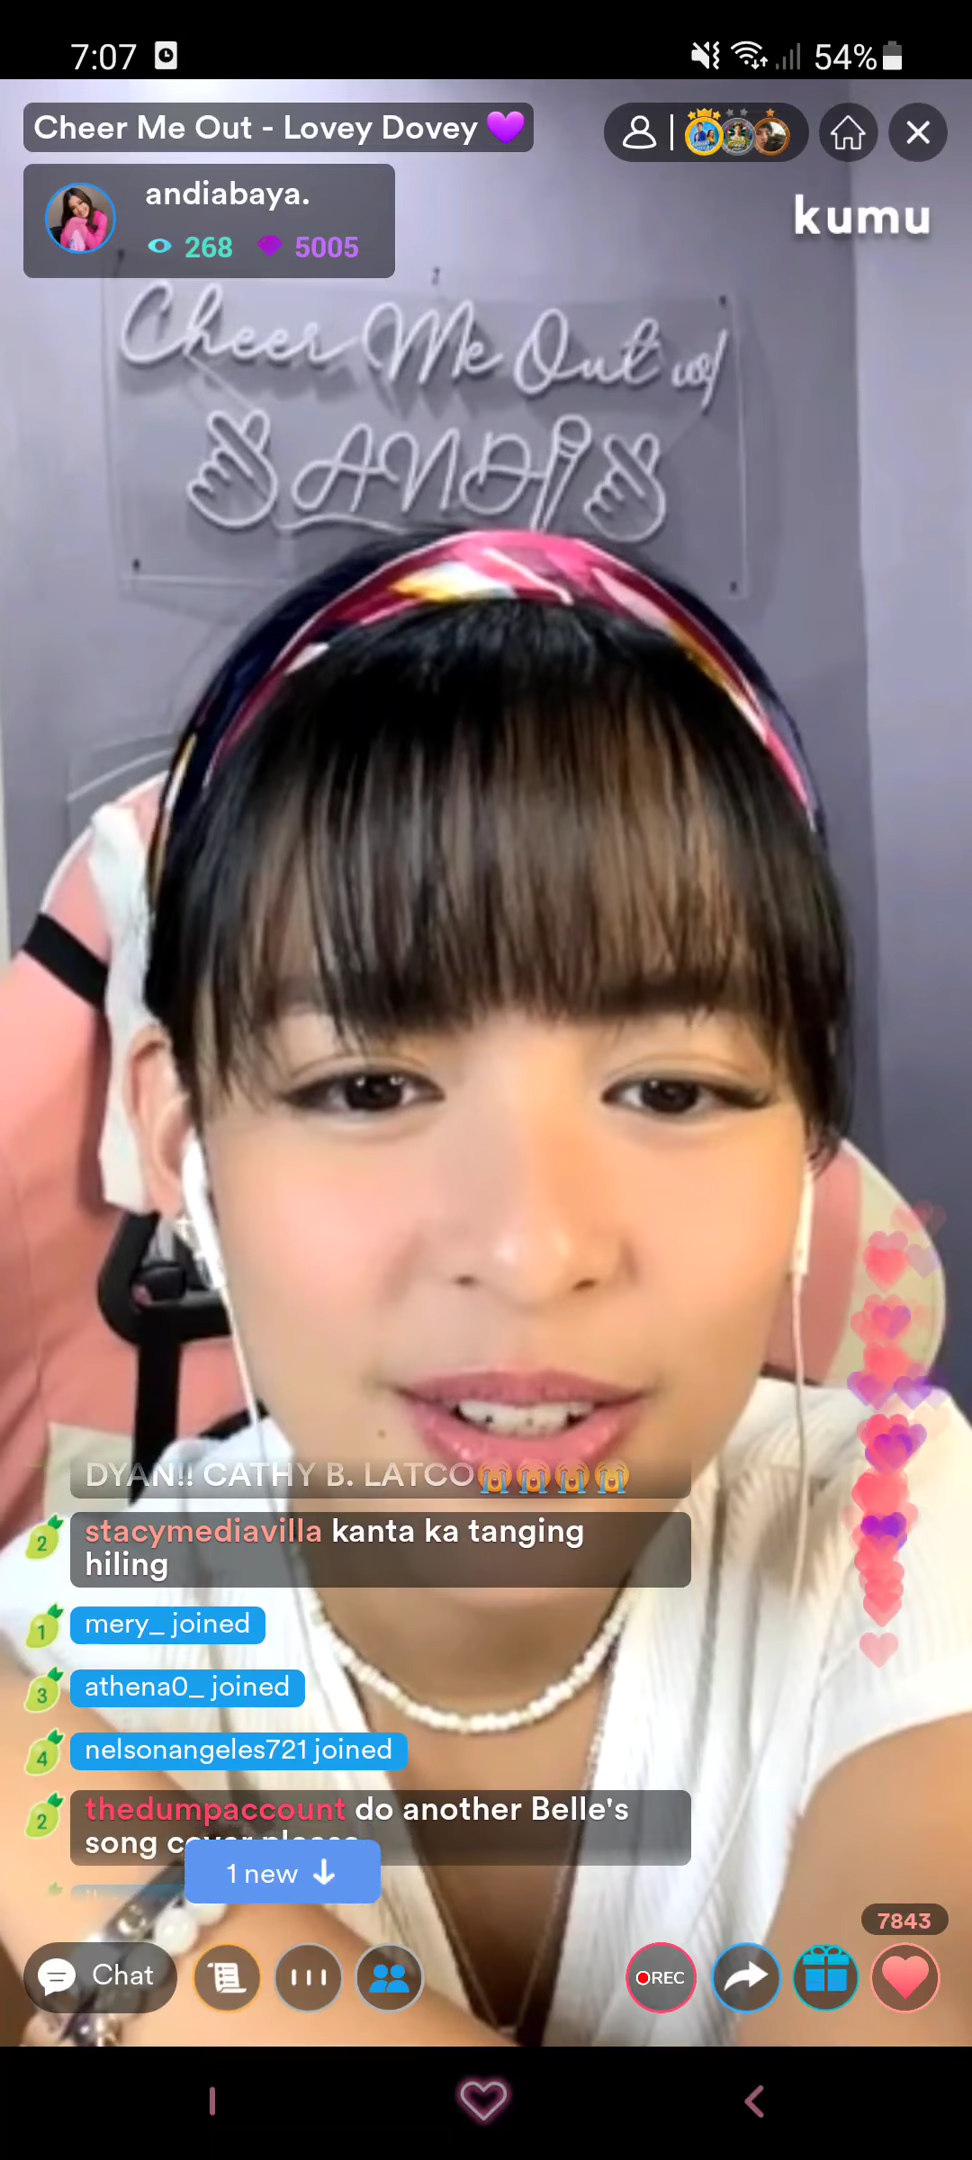 7:07
54%
Cheer Me Out - Lovey Dovey 💜
andiabaya.
268 5005
kumu
Cheer Me Out w/
ANDI
DYAN!! CATHY B. LATCO😭😭😭😭
2 stacymediavilla kanta ka tanging
hiling
1 mery_ joined
3 athena0_ joined
4 nelsonangeles721 joined
2 thedumpaccount do another Belle's
song cover please
1 new ↓
7843
Chat
REC